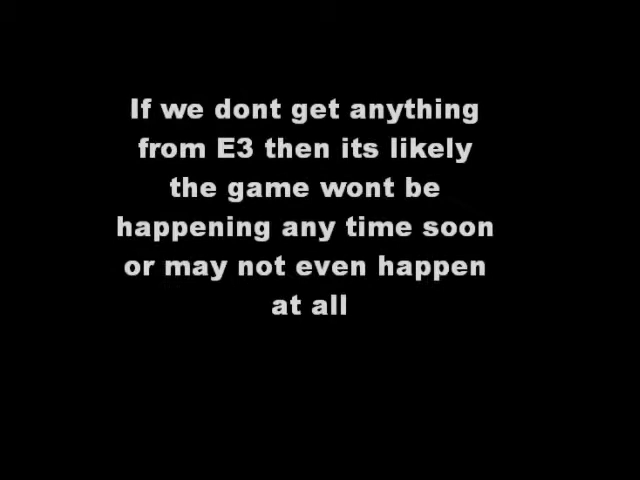 If we dont get anything
from E3 then its likely
the game wont be
happening any time soon
or may not even happen
at all